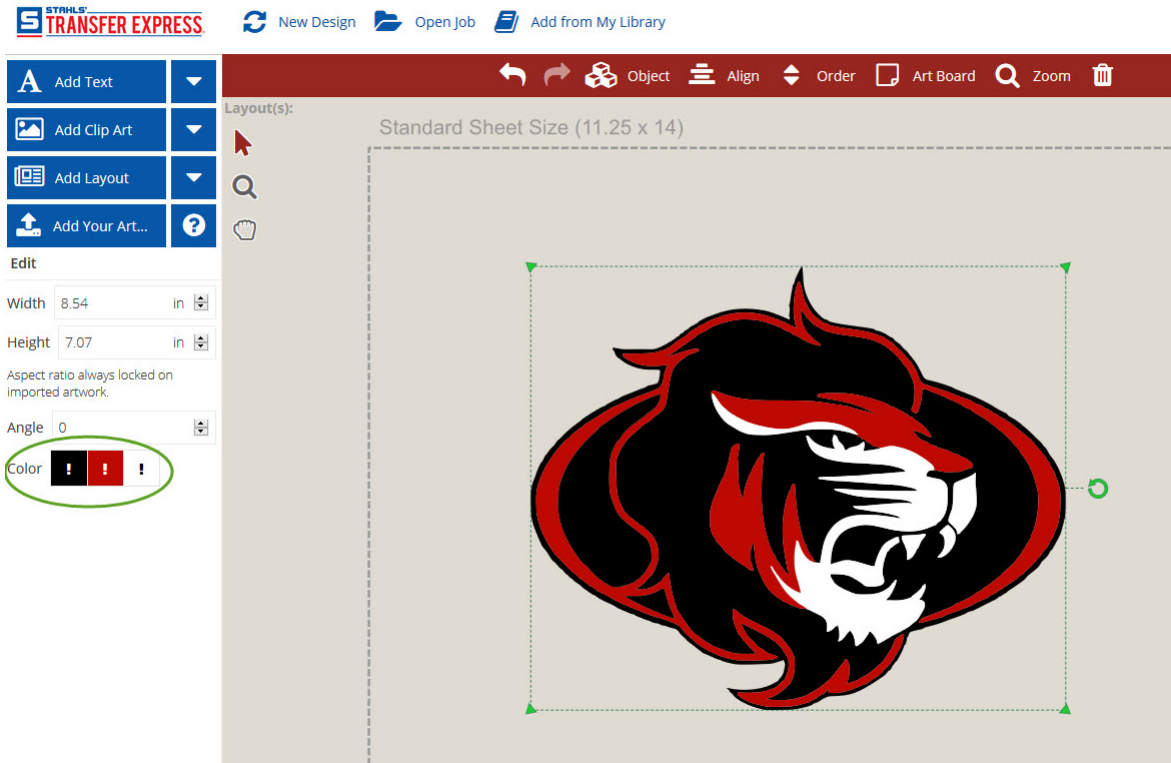 STAHLS'
TRANSFER EXPRESS.
New Design Open Job Add from My Library
Add Text
Add Clip Art
Add Layout
Add Your Art... ?
Object Align Order Art Board Zoom
Layout(s):
Standard Sheet Size (11.25 x 14)
Edit
Width 8.54 in
Height 7.07 in
Aspect ratio always locked on
imported artwork.
Angle 0
Color ! ! !